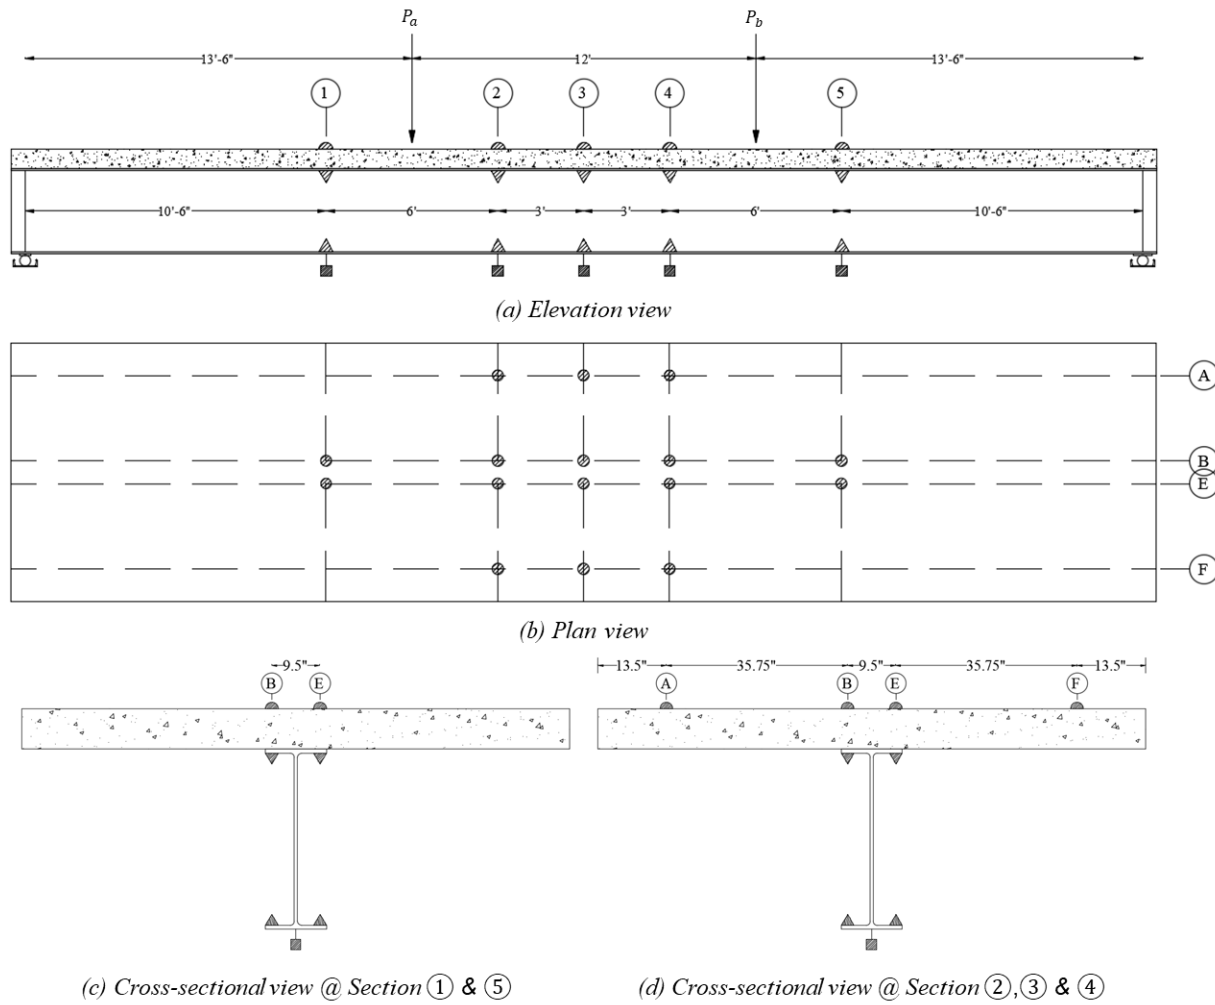 Pa Pb
13'-6" 12' 13'-6"
1 2 3 4 5
10'-6" 6' 3' 3' 6' 10'-6"
(a) Elevation view
A
B
E
F
(b) Plan view
9.5" 13.5" 35.75" 9.5" 35.75" 13.5"
B E A B E F
(c) Cross-sectional view @ Section ① & ⑤ (d) Cross-sectional view @ Section ②,③ & ④